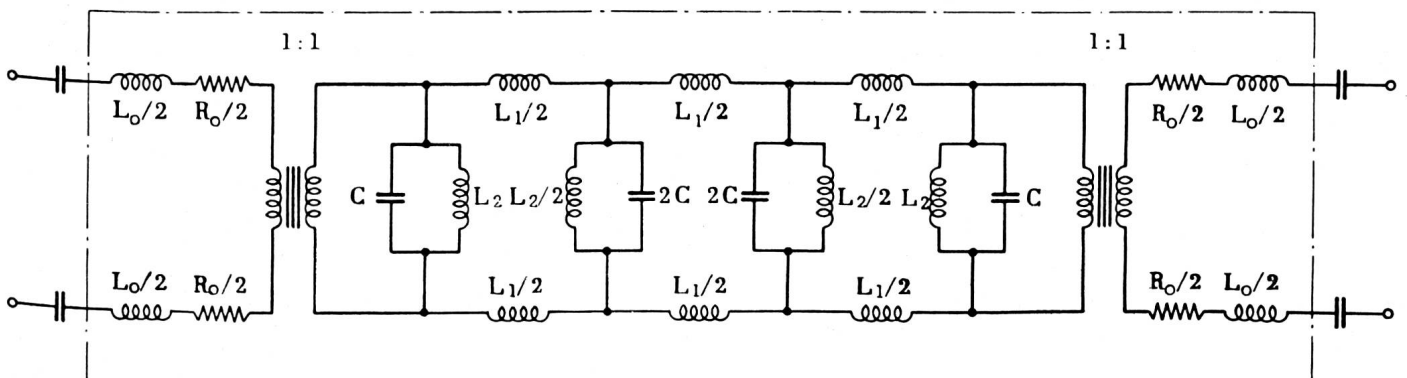 1:1 1:1
L₁/2 L₁/2 L₁/2
L₀/2 R₀/2 R₀/2 L₀/2
C L₂ L₂/2 2C 2C L₂/2 L₂ C
L₀/2 R₀/2 L₁/2 L₁/2 L₁/2 R₀/2 L₀/2